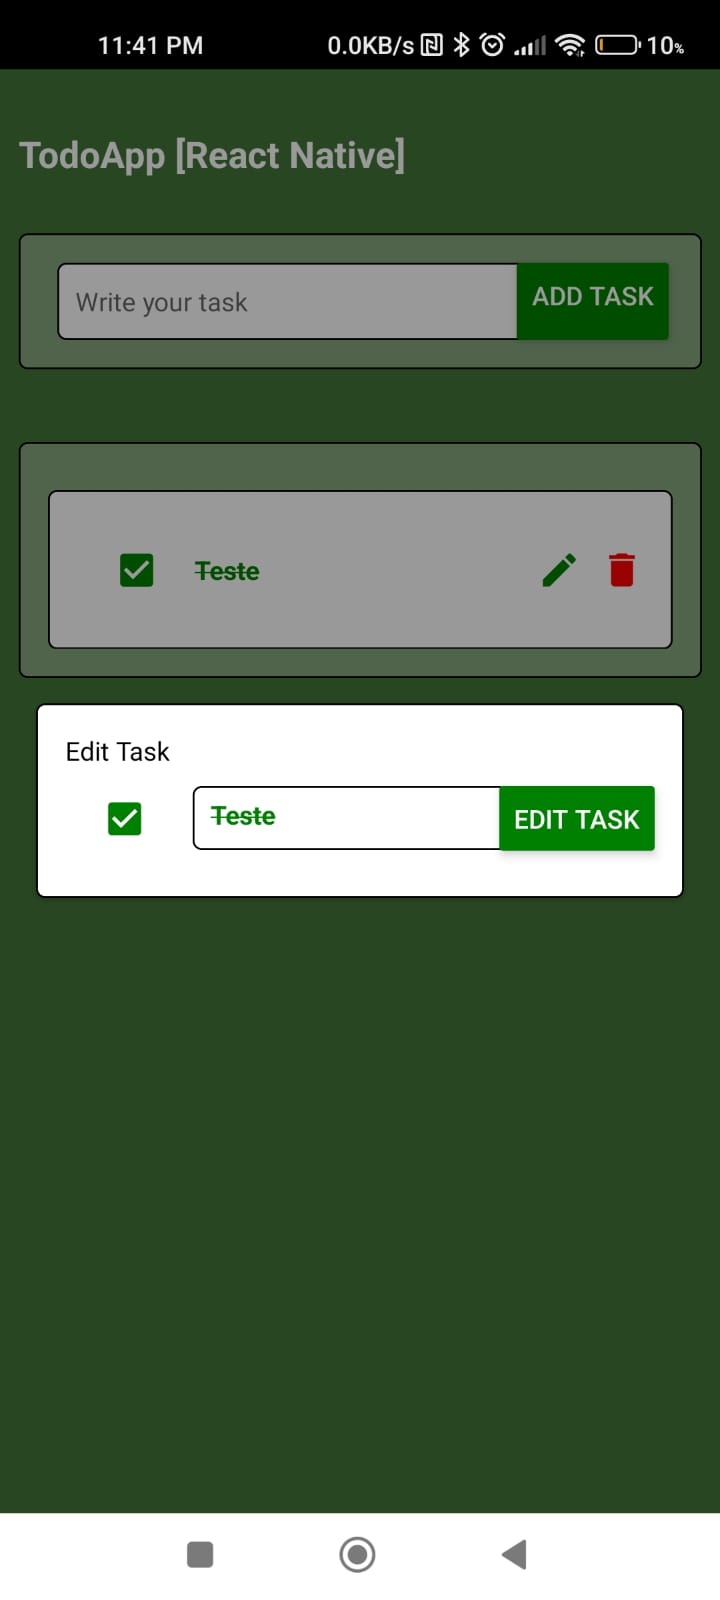 11:41 PM 0.0KB/s 10%
TodoApp [React Native]
Write your task ADD TASK
Teste
Edit Task
Teste EDIT TASK